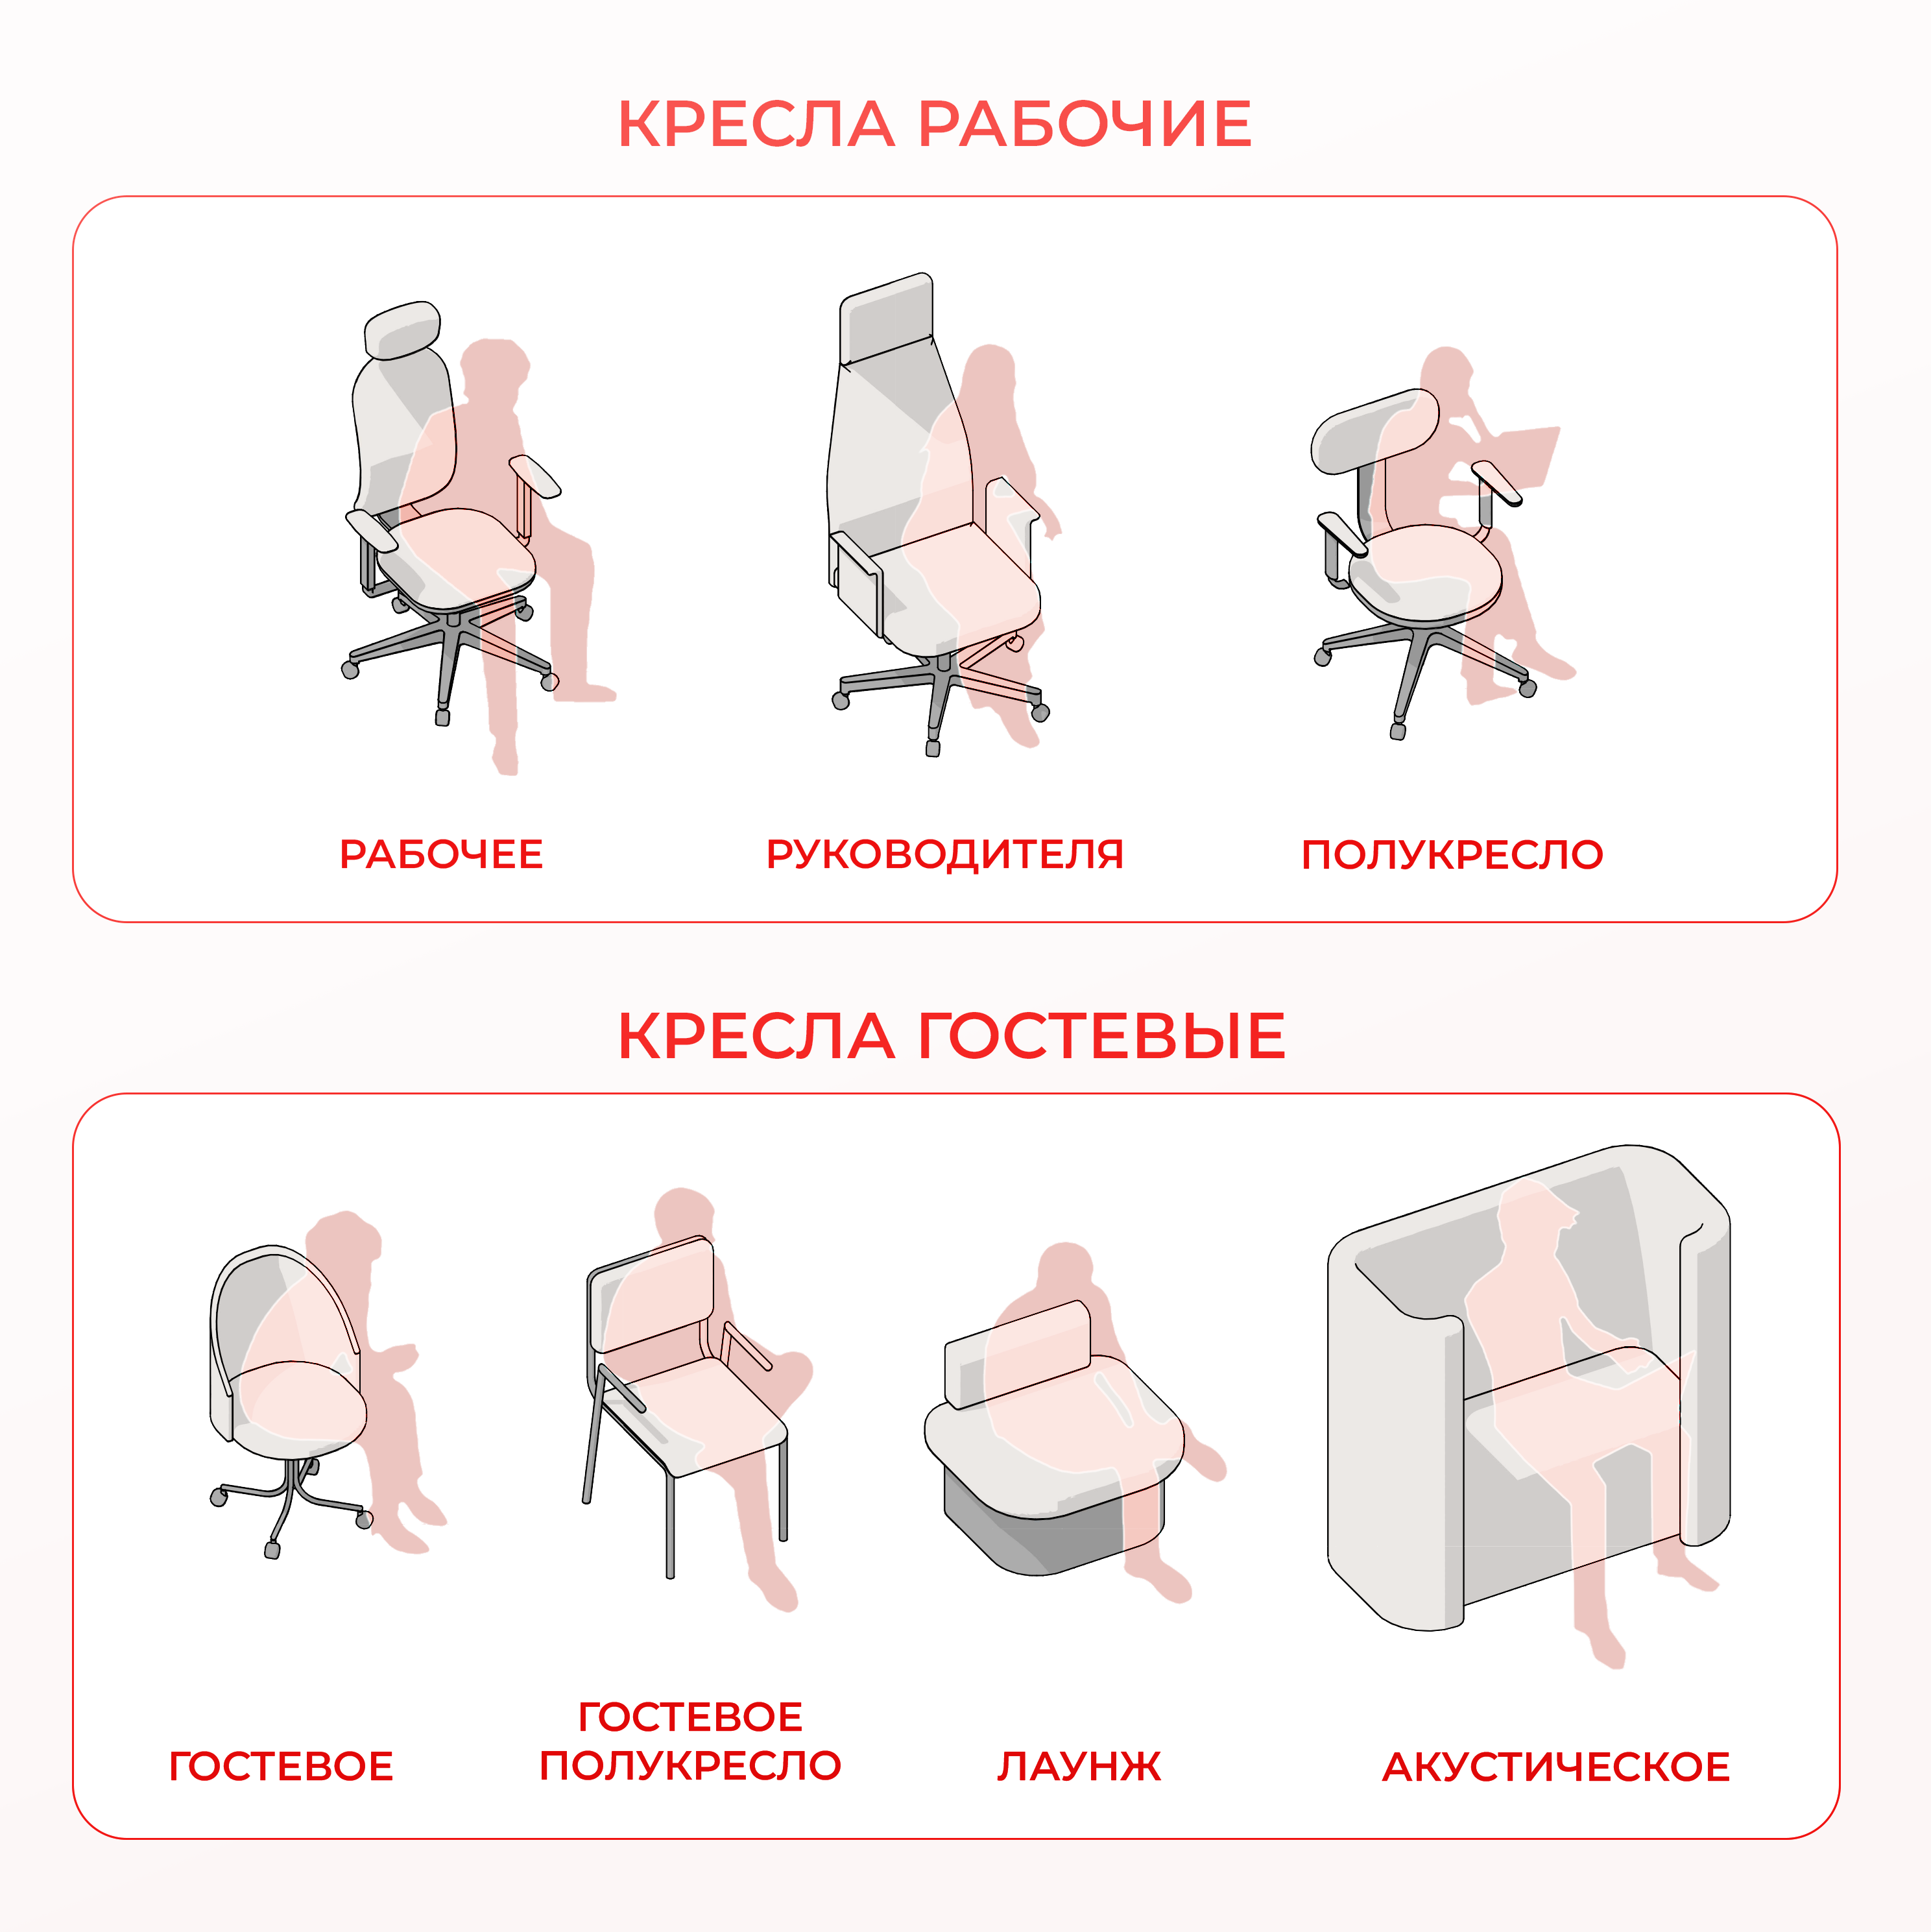 КРЕСЛА РАБОЧИЕ
РАБОЧЕЕ
РУКОВОДИТЕЛЯ
ПОЛУКРЕСЛО
КРЕСЛА ГОСТЕВЫЕ
ГОСТЕВОЕ
ГОСТЕВОЕ
ПОЛУКРЕСЛО
ЛАУНЖ
АКУСТИЧЕСКОЕ